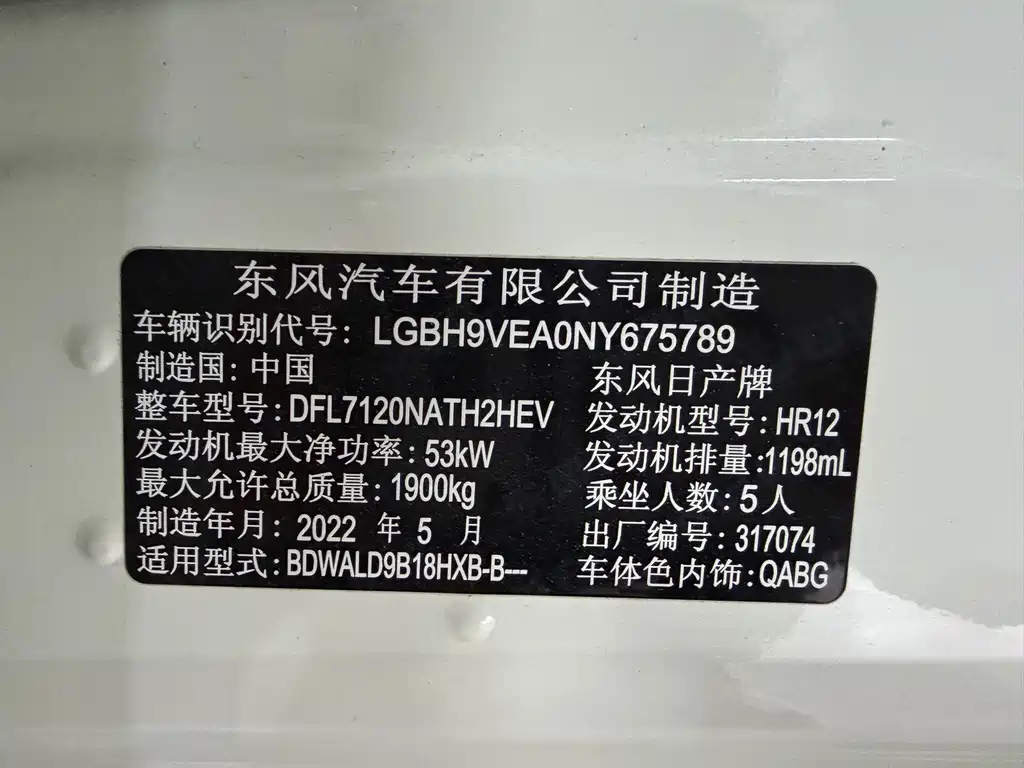 东风汽车有限公司制造
车辆识别代号: LGBH9VEA0NY675789
制造国: 中国 东风日产牌
整车型号: DFL7120NATH2HEV 发动机型号: HR12
发动机最大净功率: 53kW 发动机排量: 1198mL
最大允许总质量: 1900kg 乘坐人数: 5人
制造年月: 2022 年 5 月 出厂编号: 317074
适用型式: BDWALD9B18HXB-B--- 车体色内饰: QABG